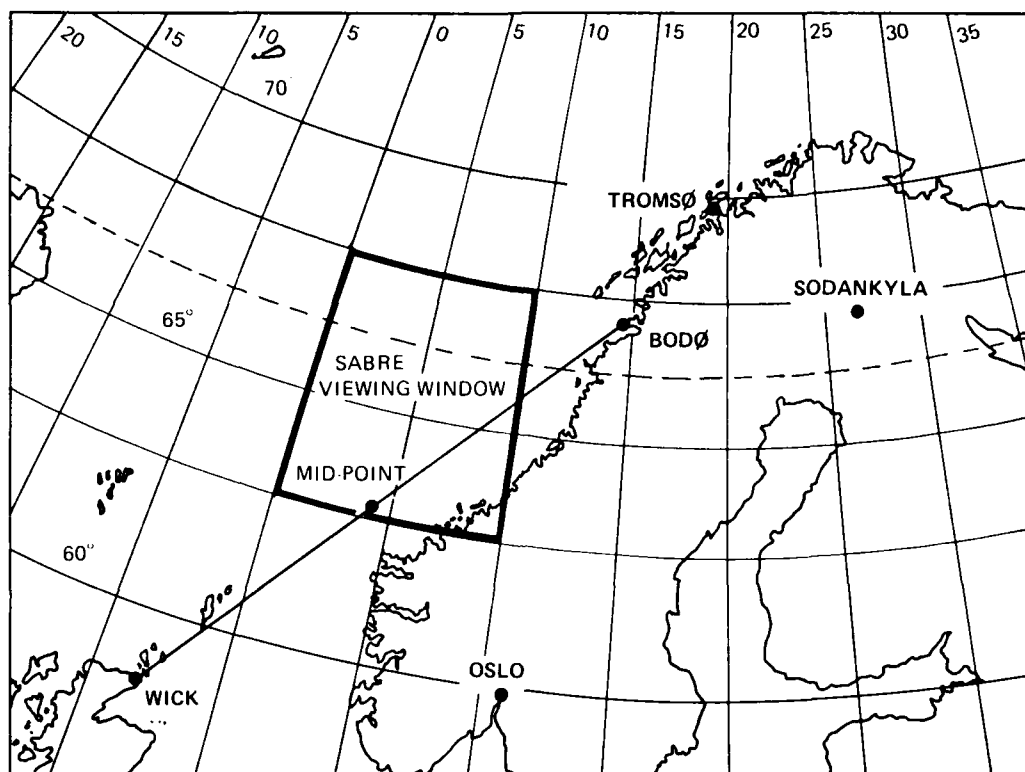 20 15 10 5 0 5 10 15 20 25 30 35
70
TROMSØ
SODANKYLA
65°
BODØ
SABRE
VIEWING WINDOW
MID-POINT
60°
OSLO
WICK